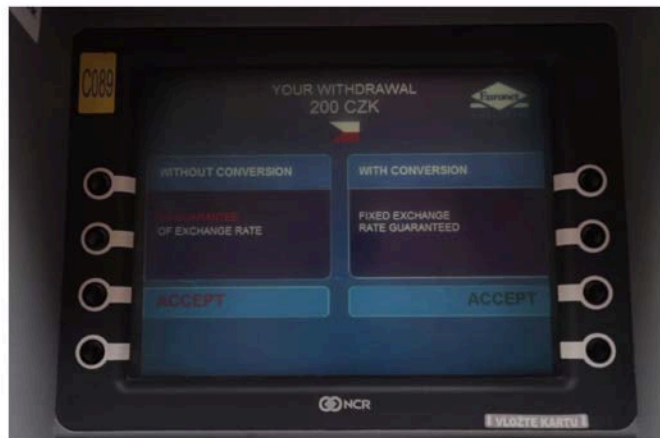 C089
YOUR WITHDRAWAL
200 CZK
Euronet
WITHOUT CONVERSION
GUARANTEE
OF EXCHANGE RATE
ACCEPT
WITH CONVERSION
FIXED EXCHANGE
RATE GUARANTEED
ACCEPT
NCR
VLOŽTE KARTU